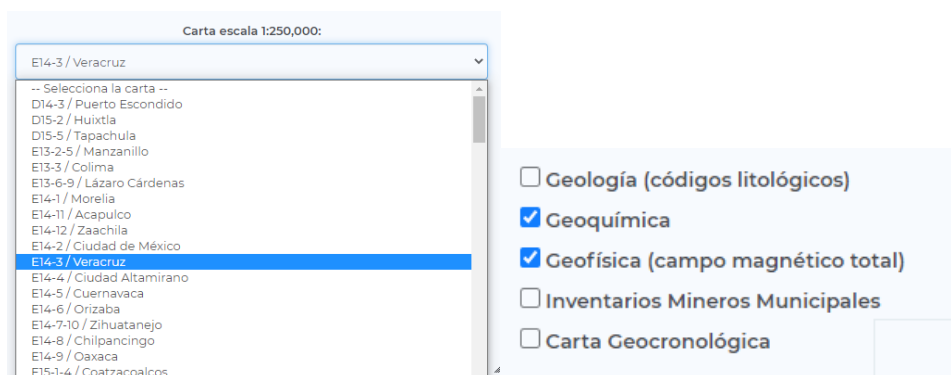 Carta escala 1:250,000:
E14-3 / Veracruz
-- Selecciona la carta --
D14-3 / Puerto Escondido
D15-2 / Huixtla
D15-5 / Tapachula
E13-2-5 / Manzanillo
E13-3 / Colima
E13-6-9 / Lázaro Cárdenas
E14-1 / Morelia
E14-11 / Acapulco
E14-12 / Zaachila
E14-2 / Ciudad de México
E14-3 / Veracruz
E14-4 / Ciudad Altamirano
E14-5 / Cuernavaca
E14-6 / Orizaba
E14-7-10 / Zihuatanejo
E14-8 / Chilpancingo
E14-9 / Oaxaca
E15-1-4 / Coatzacoalcos
Geología (códigos litológicos)
Geoquímica
Geofísica (campo magnético total)
Inventarios Mineros Municipales
Carta Geocronológica